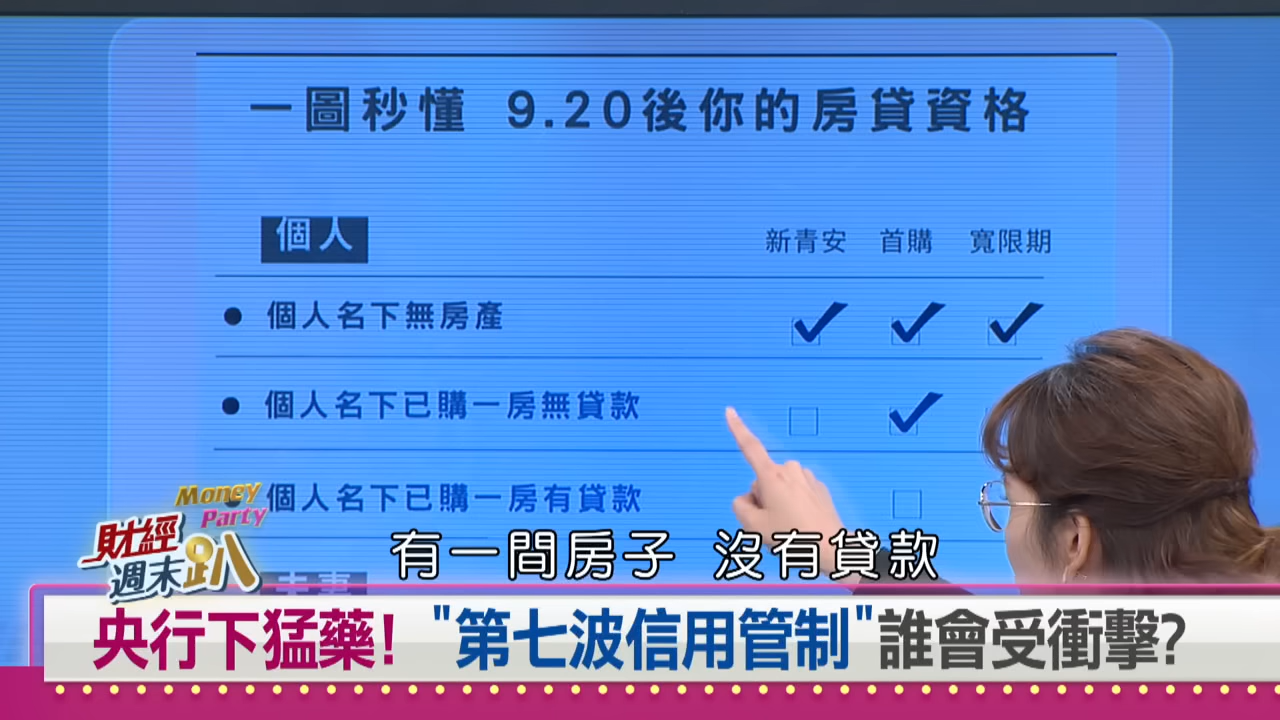 一圖秒懂 9.20後你的房貸資格
個人 新青安 首購 寬限期
個人名下無房產
個人名下已購一房無貸款
個人名下已購一房有貸款
Money Party
財經週末趴
有一間房子 沒有貸款
央行下猛藥! "第七波信用管制"誰會受衝擊?